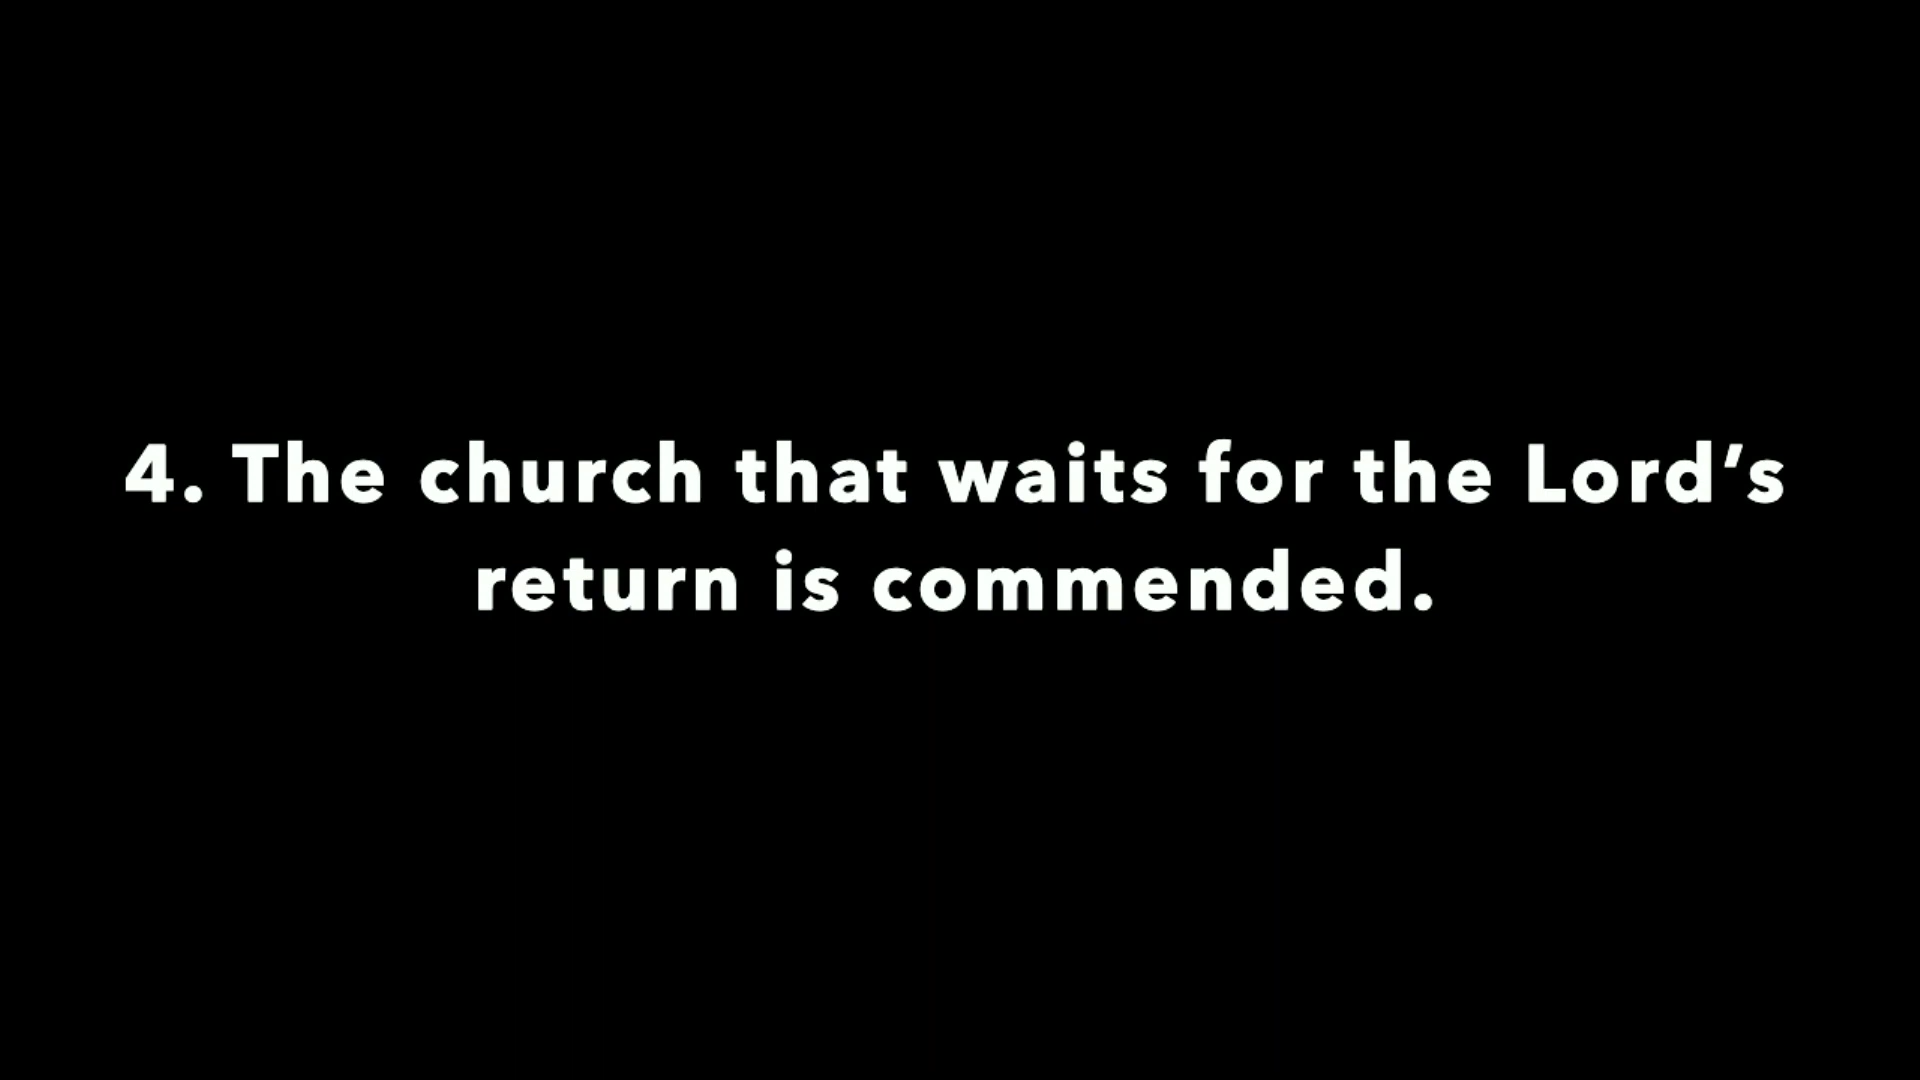 4. The church that waits for the Lord’s
return is commended.